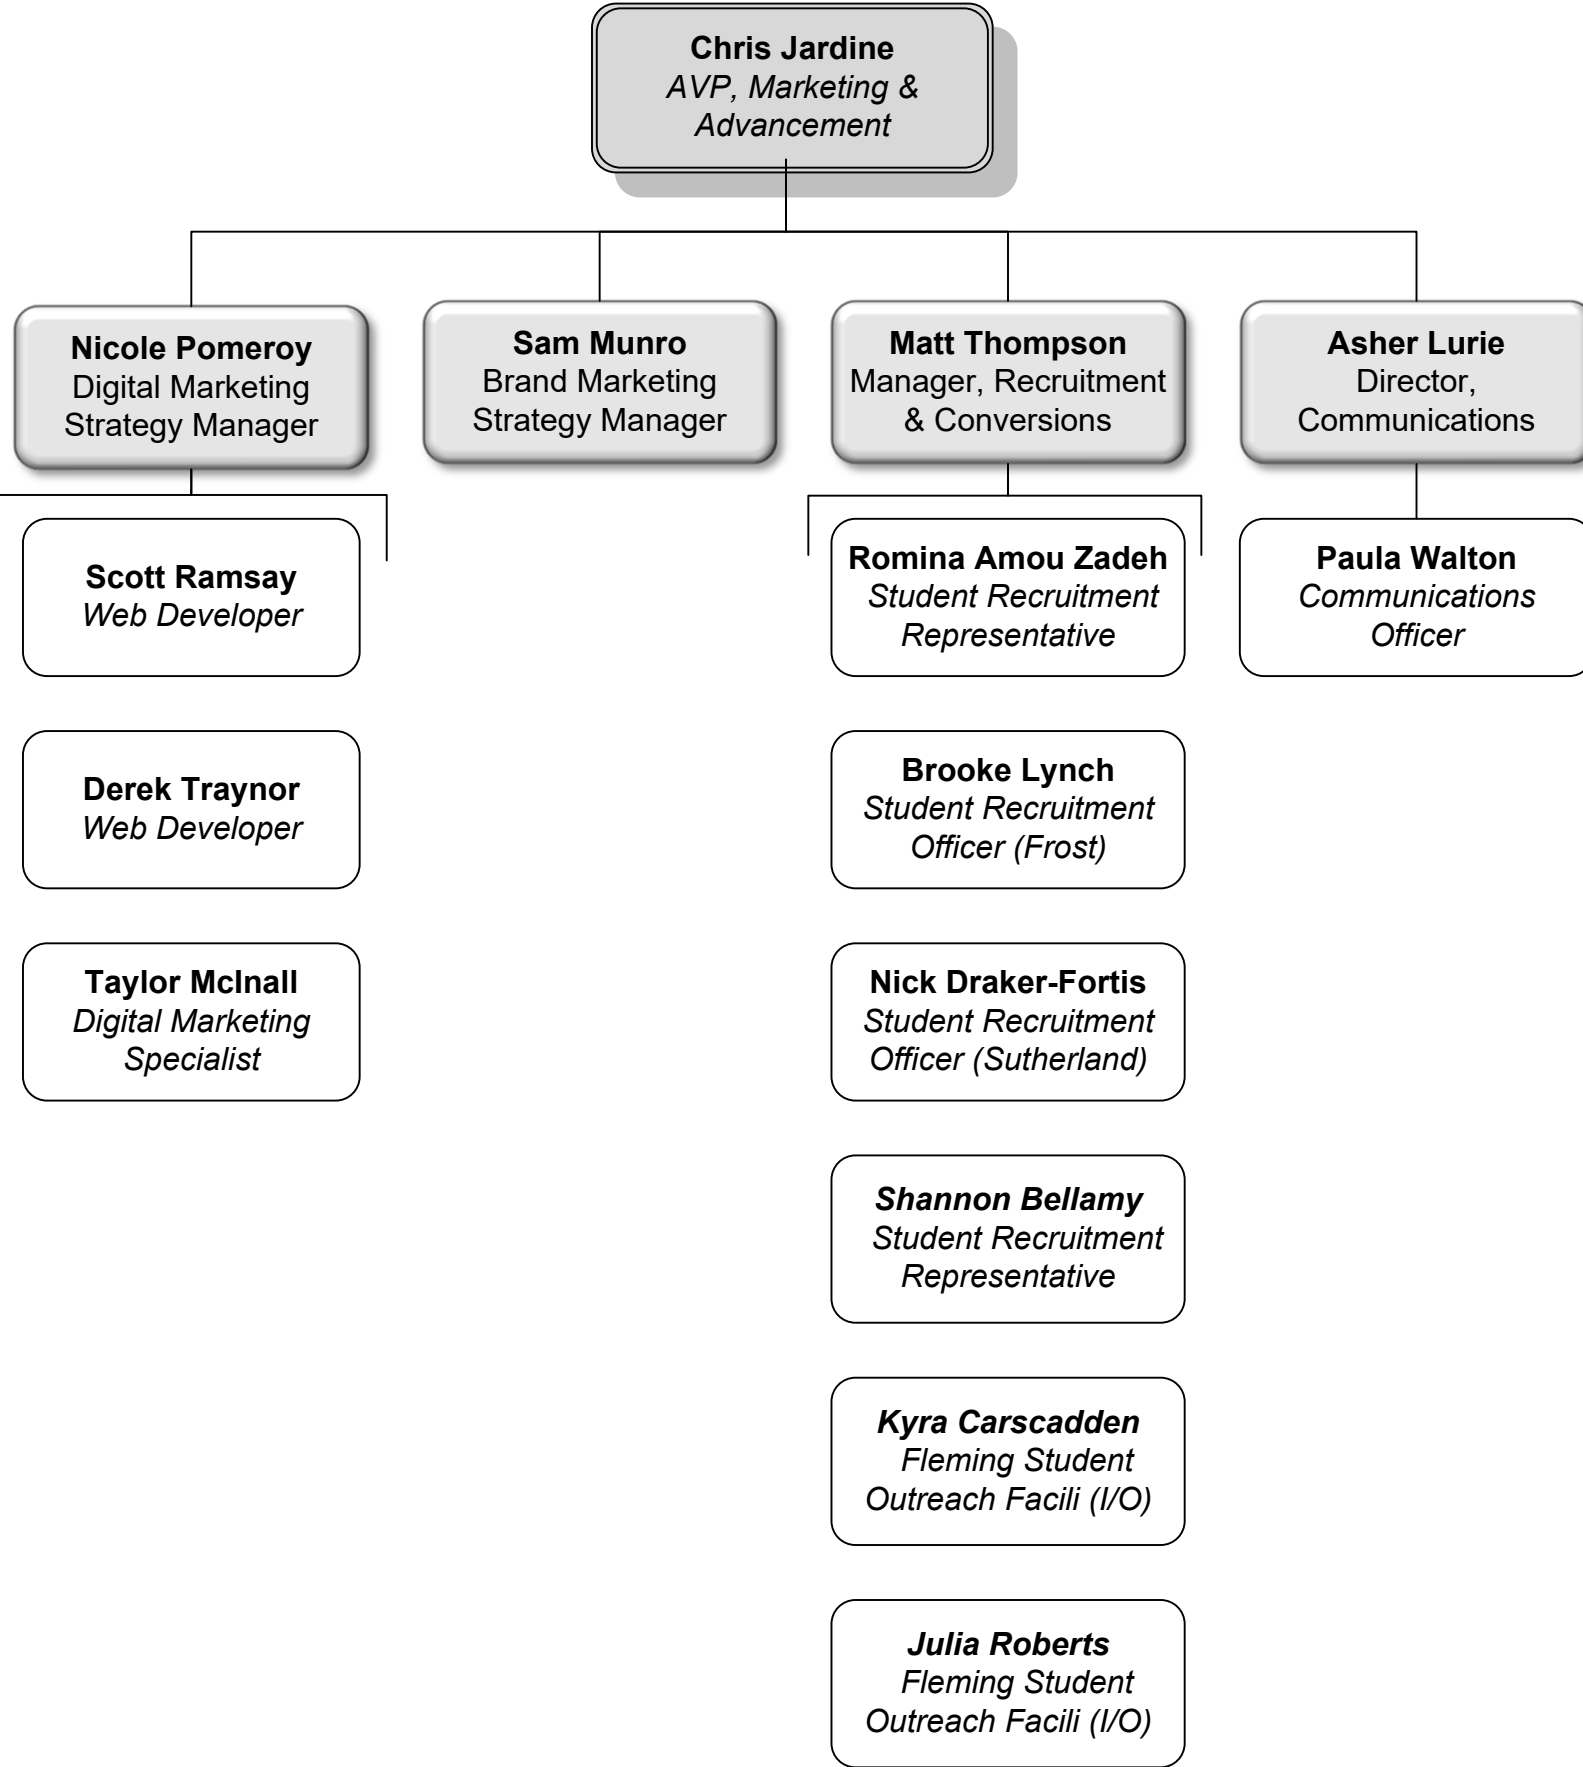 Chris Jardine
AVP, Marketing &
Advancement
Nicole Pomeroy
Digital Marketing
Strategy Manager
Sam Munro
Brand Marketing
Strategy Manager
Matt Thompson
Manager, Recruitment
& Conversions
Asher Lurie
Director,
Communications
Scott Ramsay
Web Developer
Derek Traynor
Web Developer
Taylor McInall
Digital Marketing
Specialist
Romina Amou Zadeh
Student Recruitment
Representative
Brooke Lynch
Student Recruitment
Officer (Frost)
Nick Draker-Fortis
Student Recruitment
Officer (Sutherland)
Shannon Bellamy
Student Recruitment
Representative
Kyra Carscadden
Fleming Student
Outreach Facili (I/O)
Julia Roberts
Fleming Student
Outreach Facili (I/O)
Paula Walton
Communications
Officer